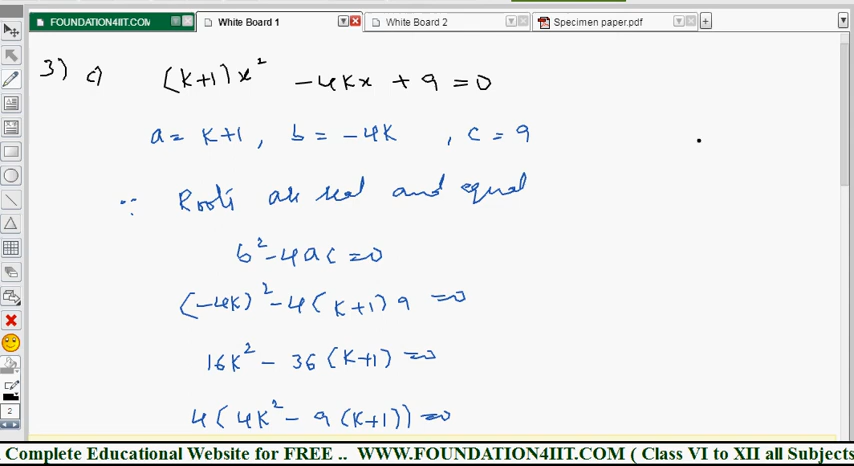 FOUNDATION4IIT.COM White Board 1 White Board 2 Specimen paper.pdf
3) c) (k+1)x² - 4kx + 9 = 0
a = k+1, b = -4k, c = 9
∵ Roots are real and equal
b² - 4ac = 0
(-4k)² - 4(k+1)9 = 0
16k² - 36(k+1) = 0
4(4k² - 9(k+1)) = 0
2
Complete Educational Website for FREE .. WWW.FOUNDATION4IIT.COM ( Class VI to XII all Subjects